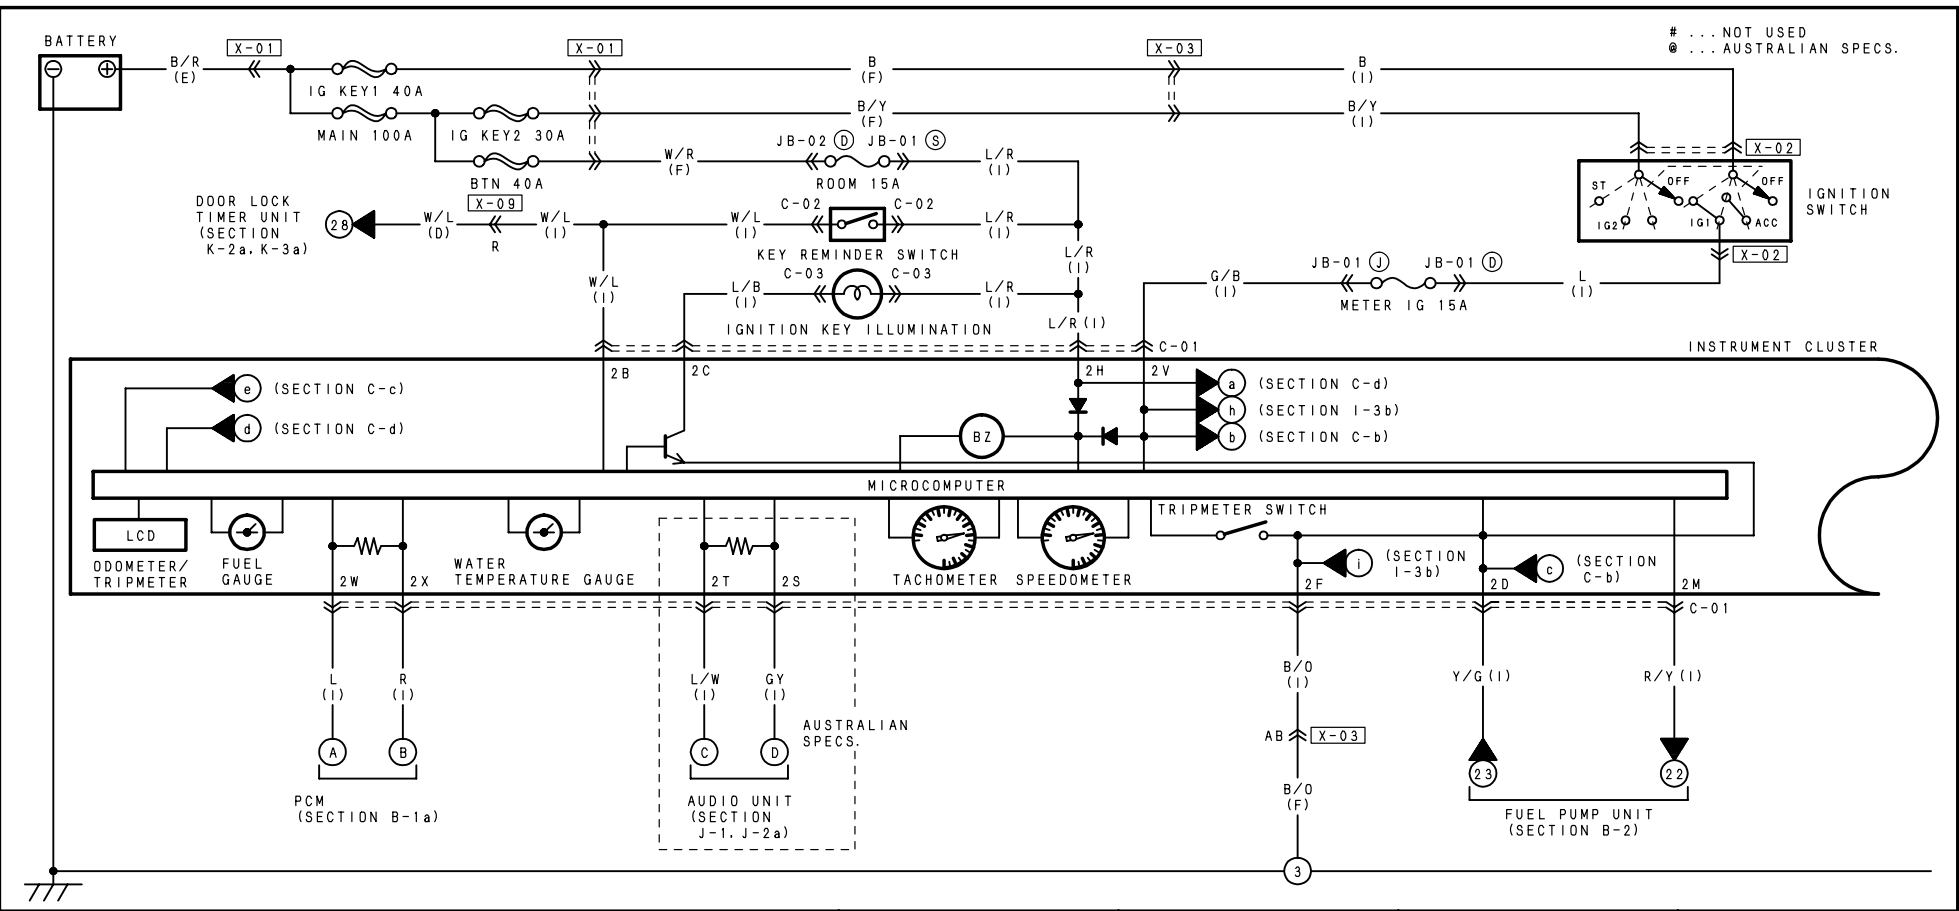 # ... NOT USED
@ ... AUSTRALIAN SPECS.
BATTERY
X-01
X-01
X-03
B/R
(E)
B
(F)
B
(I)
IG KEY1 40A
B/Y
(F)
B/Y
(I)
MAIN 100A
IG KEY2 30A
JB-02 D
JB-01 S
X-02
W/R
(F)
L/R
(I)
BTN 40A
ROOM 15A
ST
OFF
OFF
IG2
IG1
ACC
IGNITION
SWITCH
DOOR LOCK
TIMER UNIT
(SECTION
K-2a, K-3a)
28
X-09
W/L
(D)
R
W/L
(I)
W/L
(I)
C-02
C-02
L/R
(I)
KEY REMINDER SWITCH
X-02
L/R
(I)
W/L
(I)
L/B
(I)
C-03
C-03
L/R
(I)
G/B
(I)
JB-01 J
JB-01 D
L
(I)
METER IG 15A
IGNITION KEY ILLUMINATION
L/R (I)
C-01
INSTRUMENT CLUSTER
2B
2C
2H
2V
e (SECTION C-c)
a (SECTION C-d)
h (SECTION I-3b)
d (SECTION C-d)
BZ
b (SECTION C-b)
MICROCOMPUTER
TRIPMETER SWITCH
LCD
ODOMETER/
TRIPMETER
FUEL
GAUGE
WATER
TEMPERATURE GAUGE
TACHOMETER
SPEEDOMETER
i
(SECTION
I-3b)
c
(SECTION
C-b)
2W
2X
2T
2S
2F
2D
2M
C-01
L
(I)
R
(I)
L/W
(I)
GY
(I)
B/O
(I)
Y/G (I)
R/Y (I)
AUSTRALIAN
SPECS.
AB
X-03
A
B
C
D
23
22
B/O
(F)
PCM
(SECTION B-1a)
AUDIO UNIT
(SECTION
J-1, J-2a)
FUEL PUMP UNIT
(SECTION B-2)
3